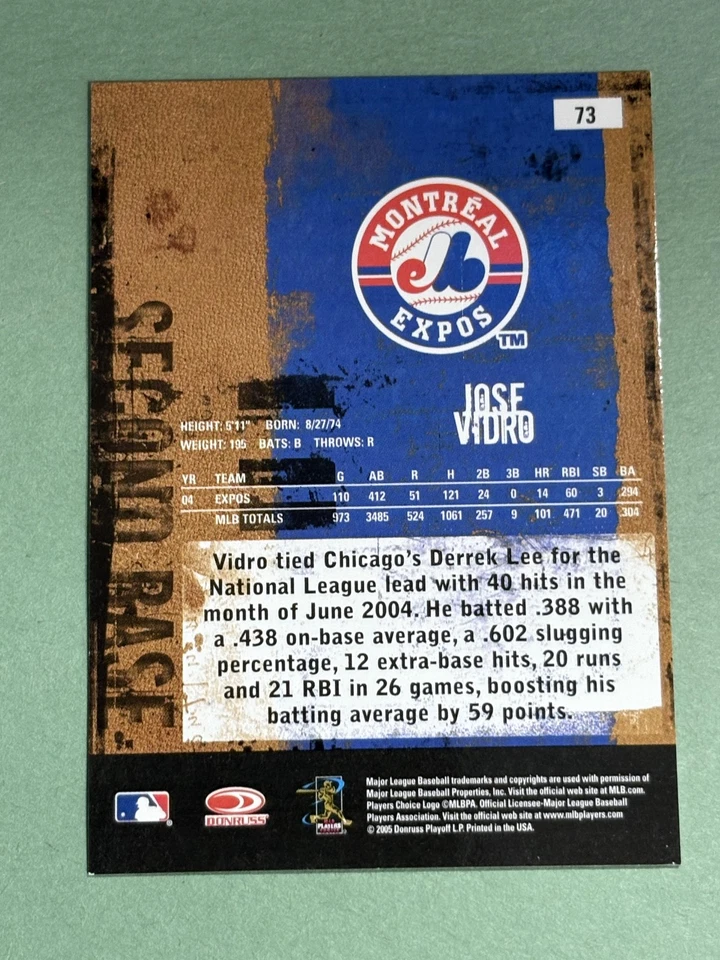 73
MONTRÉAL
EXPOS
TM
JOSE
VIDRO
SECOND BASE
HEIGHT: 5'11" BORN: 8/27/74
WEIGHT: 195 BATS: B THROWS: R
YR TEAM G AB R H 2B 3B HR RBI SB BA
04 EXPOS 110 412 51 121 24 0 14 60 3 .294
MLB TOTALS 973 3485 524 1061 257 9 101 471 20 .304
Vidro tied Chicago's Derrek Lee for the
National League lead with 40 hits in the
month of June 2004. He batted .388 with
a .438 on-base average, a .602 slugging
percentage, 12 extra-base hits, 20 runs
and 21 RBI in 26 games, boosting his
batting average by 59 points.
DONRUSS
PLAYERS
Major League Baseball trademarks and copyrights are used with permission of
Major League Baseball Properties, Inc. Visit the official web site at MLB.com.
Players Choice Logo ©MLBPA. Official Licensee-Major League Baseball
Players Association. Visit the official web site at www.mlbplayers.com
© 2005 Donruss Playoff L.P. Printed in the USA.